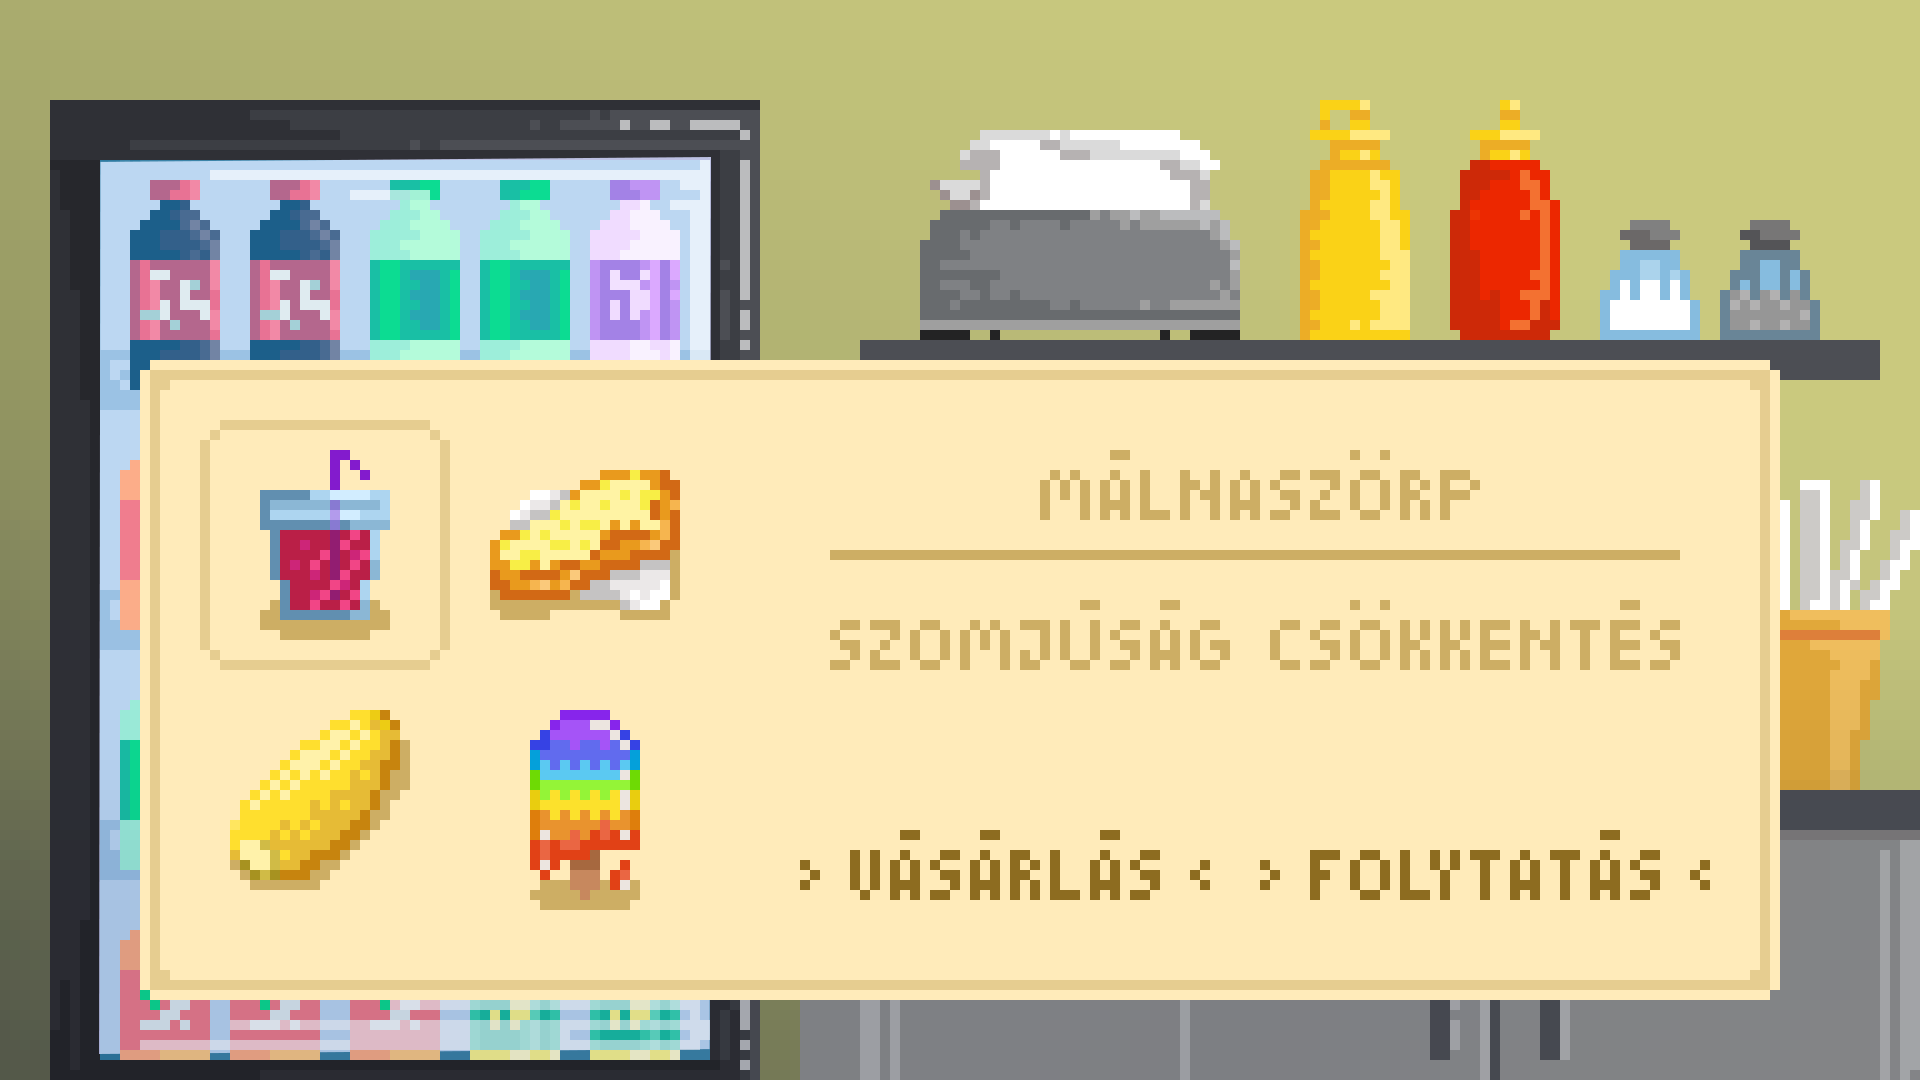 MÁLNASZÖRP
SZOMJÚSÁG CSÖKKENTÉS
> VÁSÁRLÁS < > FOLYTATÁS <